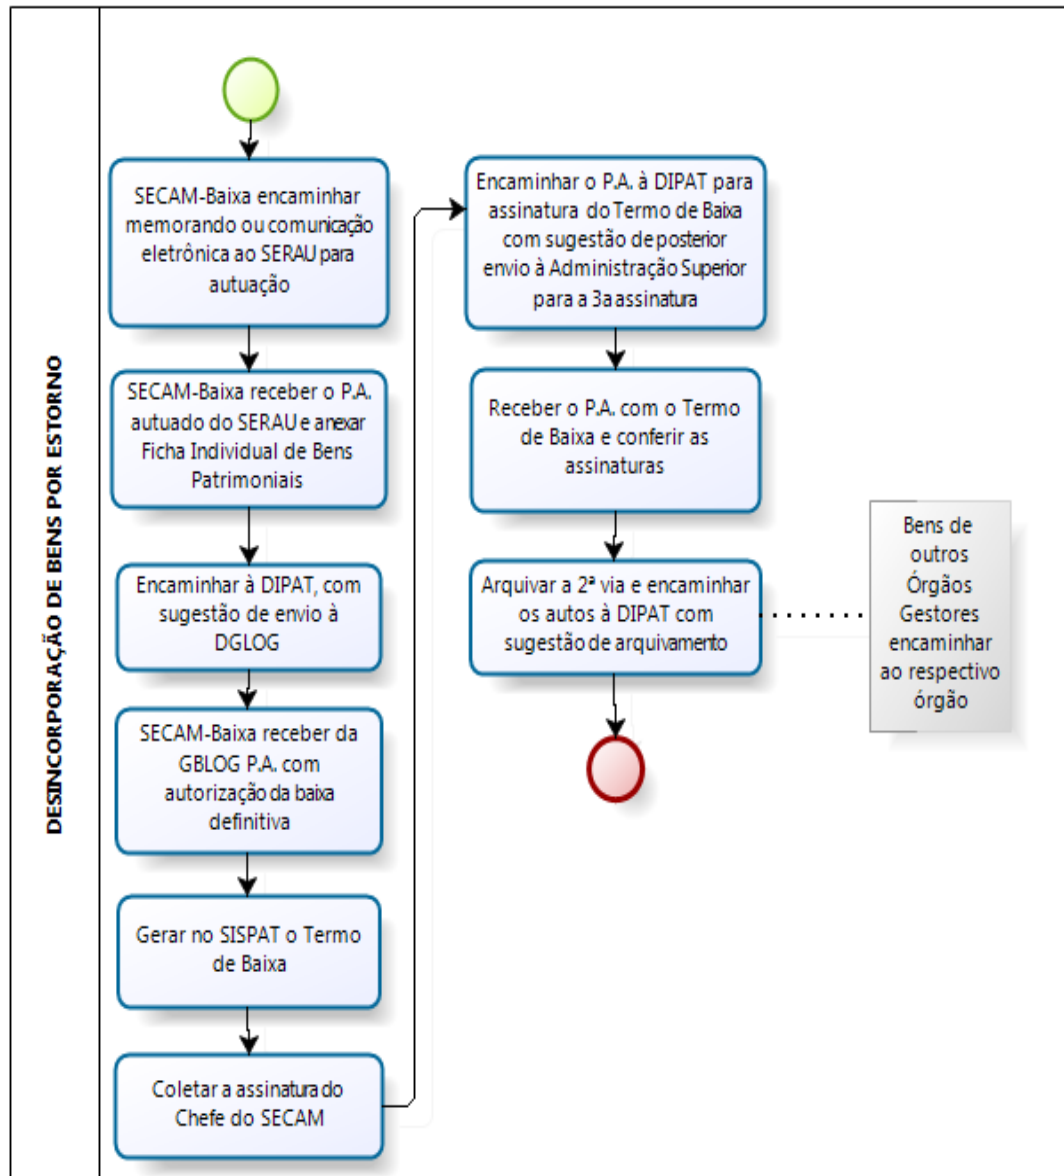 DESINCORPORAÇÃO DE BENS POR ESTORNO
SECAM-Baixa encaminhar
memorando ou comunicação
eletrônica ao SERAU para
autuação
SECAM-Baixa receber o P.A.
autuado do SERAU e anexar
Ficha Individual de Bens
Patrimoniais
Encaminhar à DIPAT, com
sugestão de envio à
DGLOG
SECAM-Baixa receber da
GBLOG P.A. com
autorização da baixa
definitiva
Gerar no SISPAT o Termo
de Baixa
Coletar a assinatura do
Chefe do SECAM
Encaminhar o P.A. à DIPAT para
assinatura do Termo de Baixa
com sugestão de posterior
envio à Administração Superior
para a 3a assinatura
Receber o P.A. com o Termo
de Baixa e conferir as
assinaturas
Arquivar a 2ª via e encaminhar
os autos à DIPAT com
sugestão de arquivamento
Bens de
outros
Órgãos
Gestores
encaminhar
ao respectivo
órgão